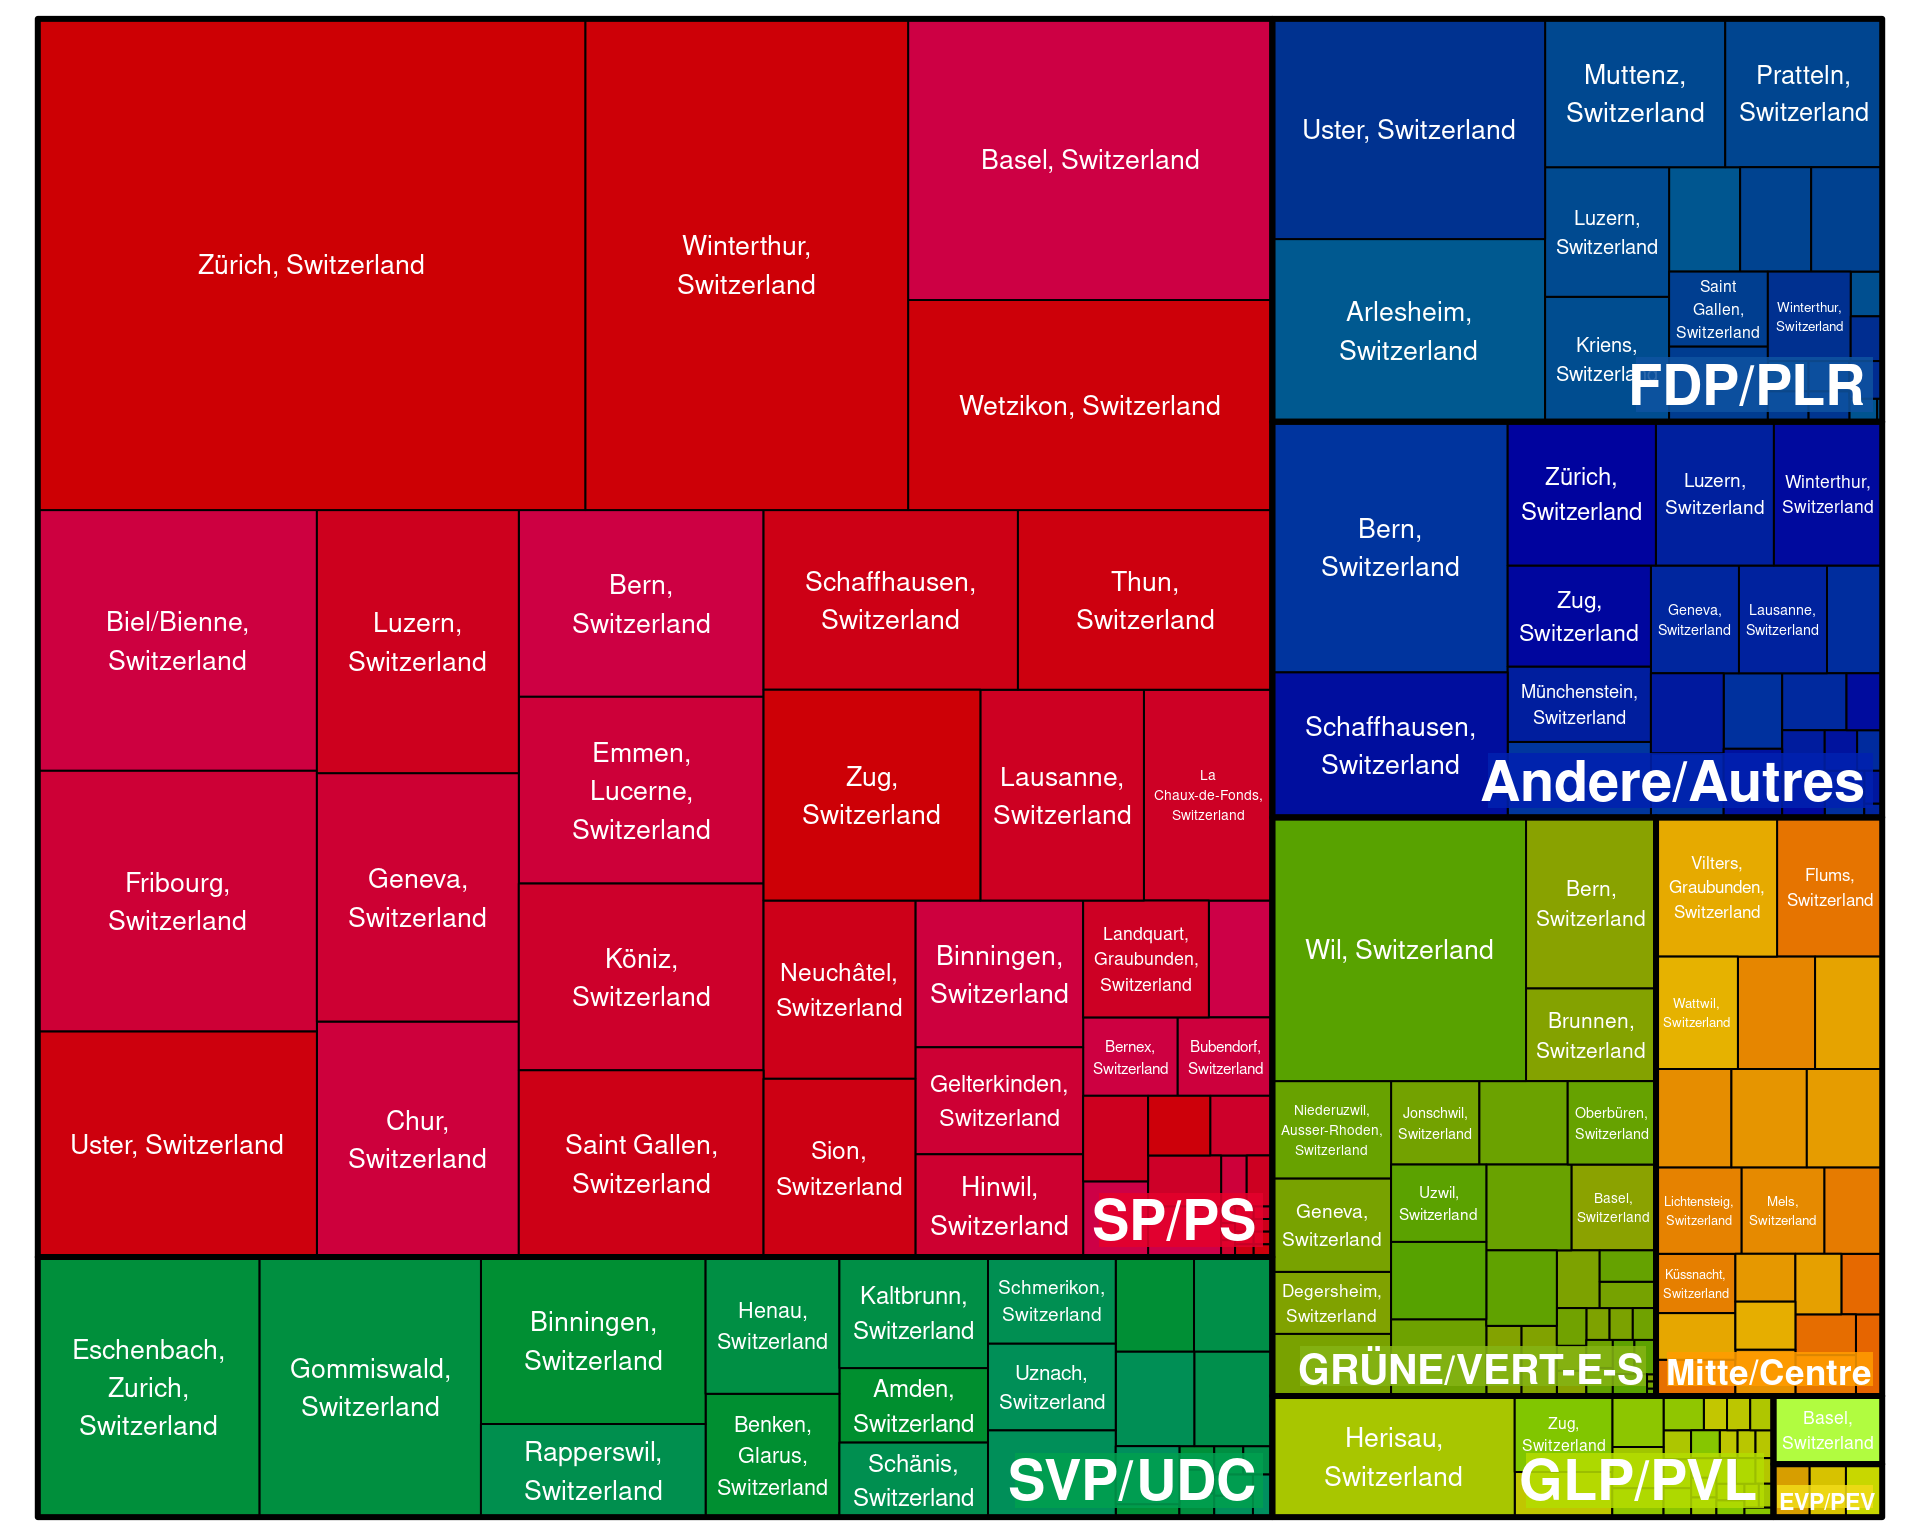 Zürich, Switzerland
Winterthur,
Switzerland
Basel, Switzerland
Wetzikon, Switzerland
Biel/Bienne,
Switzerland
Fribourg,
Switzerland
Uster, Switzerland
Luzern,
Switzerland
Geneva,
Switzerland
Chur,
Switzerland
Bern,
Switzerland
Emmen,
Lucerne,
Switzerland
Köniz,
Switzerland
Saint Gallen,
Switzerland
Schaffhausen,
Switzerland
Thun,
Switzerland
Zug,
Switzerland
Lausanne,
Switzerland
La
Chaux-de-Fonds,
Switzerland
Neuchâtel,
Switzerland
Sion,
Switzerland
Binningen,
Switzerland
Gelterkinden,
Switzerland
Hinwil,
Switzerland
Landquart,
Graubunden,
Switzerland
Bernex,
Switzerland
Bubendorf,
Switzerland
SP/PS
Eschenbach,
Zurich,
Switzerland
Gommiswald,
Switzerland
Binningen,
Switzerland
Rapperswil,
Switzerland
Henau,
Switzerland
Benken,
Glarus,
Switzerland
Kaltbrunn,
Switzerland
Amden,
Switzerland
Schänis,
Switzerland
Schmerikon,
Switzerland
Uznach,
Switzerland
SVP/UDC
Uster, Switzerland
Arlesheim,
Switzerland
Muttenz,
Switzerland
Pratteln,
Switzerland
Luzern,
Switzerland
Kriens,
Switzerland
Saint
Gallen,
Switzerland
Winterthur,
Switzerland
FDP/PLR
Bern,
Switzerland
Schaffhausen,
Switzerland
Zürich,
Switzerland
Luzern,
Switzerland
Winterthur,
Switzerland
Zug,
Switzerland
Geneva,
Switzerland
Lausanne,
Switzerland
Münchenstein,
Switzerland
Andere/Autres
Wil, Switzerland
Bern,
Switzerland
Brunnen,
Switzerland
Niederuzwil,
Ausser-Rhoden,
Switzerland
Jonschwil,
Switzerland
Oberbüren,
Switzerland
Geneva,
Switzerland
Uzwil,
Switzerland
Basel,
Switzerland
Degersheim,
Switzerland
GRÜNE/VERT-E-S
Vilters,
Graubunden,
Switzerland
Flums,
Switzerland
Wattwil,
Switzerland
Lichtensteig,
Switzerland
Mels,
Switzerland
Küssnacht,
Switzerland
Mitte/Centre
Herisau,
Switzerland
Zug,
Switzerland
GLP/PVL
Basel,
Switzerland
EVP/PEV